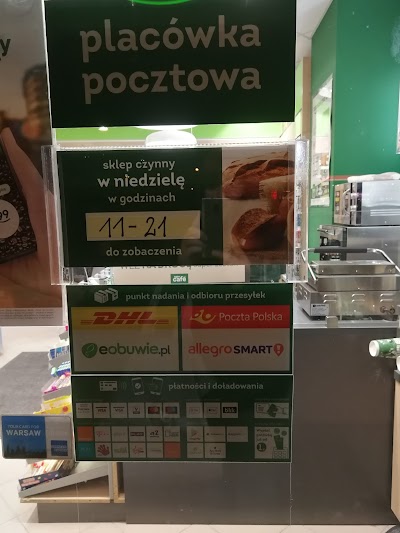 placówka
pocztowa
sklep czynny
w niedzielę
w godzinach
11-21
do zobaczenia
café
punkt nadania i odbioru przesyłek
DHL
Poczta Polska
eobuwie.pl
allegro SMART!
płatności i doładowania
WARSAW